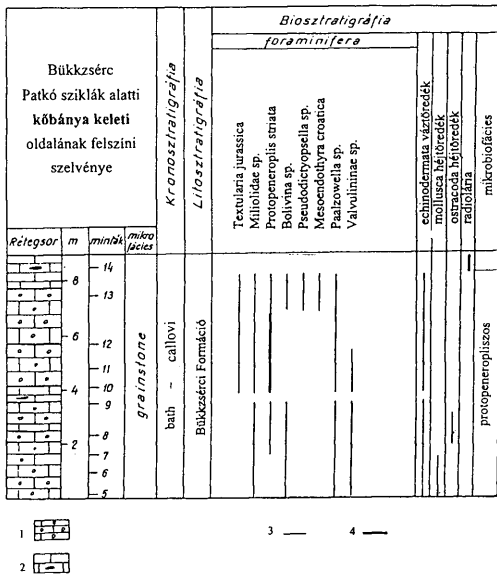 Bükkzsérc
Patkó sziklák alatti
kőbánya keleti
oldalának felszíni
szelvénye
Kronosztratigráfia
Litosztratigráfia
Biosztratigráfia
foraminifera
Textularia jurassica
Miliolidae sp.
Protopeneroplis striata
Bolivina sp.
Pseudodictyopsella sp.
Mesoendothyra croatica
Paalzowella sp.
Valvulininae sp.
echinodermata váztöredék
mollusca héjtöredék
ostracoda héjtöredék
radiolária
mikrobiofácies
Rétegsor
m
minták
mikro
fácies
8
6
4
2
14
13
12
11
10
9
8
7
6
5
grainstone
bath - callovi
Bükkzsérci Formáció
protopeneropliszos
1
2
3
4